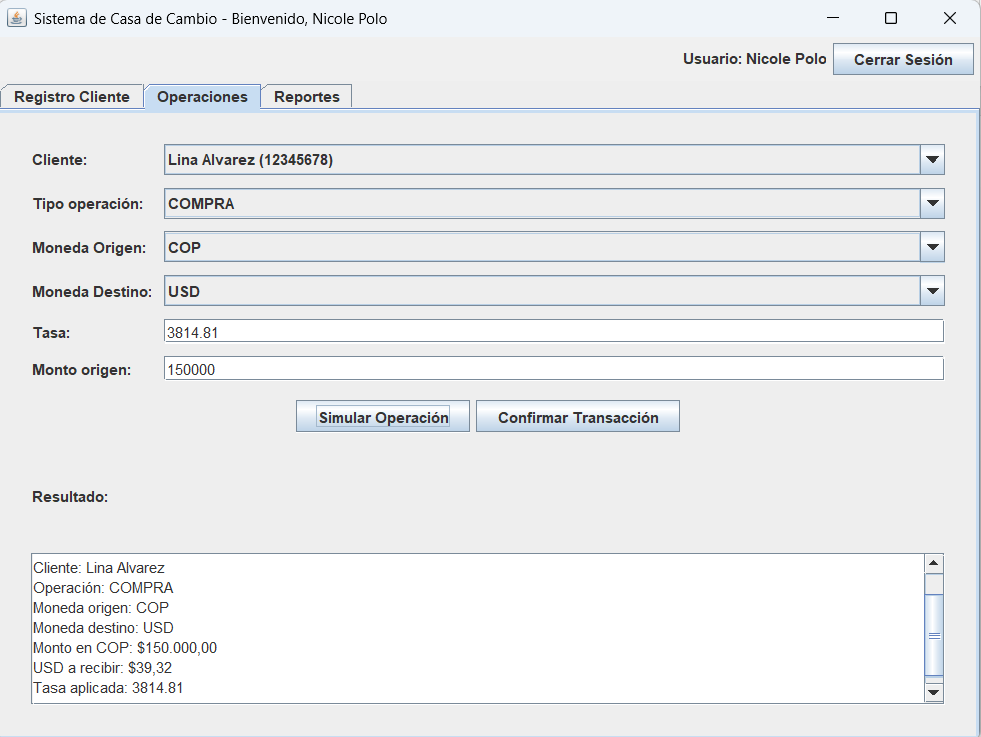 Sistema de Casa de Cambio - Bienvenido, Nicole Polo
Usuario: Nicole Polo Cerrar Sesión
Registro Cliente Operaciones Reportes
Cliente: Lina Alvarez (12345678)
Tipo operación: COMPRA
Moneda Origen: COP
Moneda Destino: USD
Tasa: 3814.81
Monto origen: 150000
Simular Operación Confirmar Transacción
Resultado:
Cliente: Lina Alvarez
Operación: COMPRA
Moneda origen: COP
Moneda destino: USD
Monto en COP: $150.000,00
USD a recibir: $39,32
Tasa aplicada: 3814.81